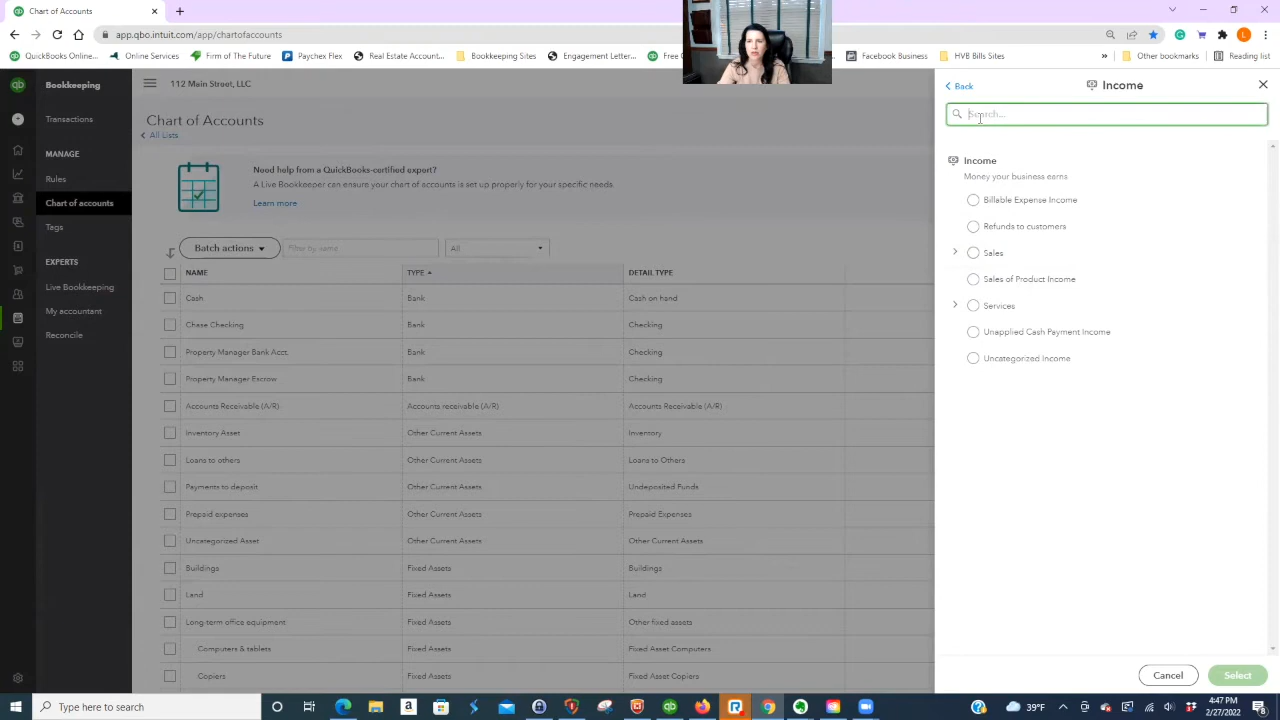 Chart of Accounts
app.qbo.intuit.com/app/chartofaccounts
L
QuickBooks Onlin...
Online Services
Firm of The Future
Paychex Flex
Real Estate Account...
Bookkeeping Sites
Engagement Letter...
Free C
Facebook Business
HVB Bills Sites
»
Other bookmarks
Reading list
qb
Bookkeeping
112 Main Street, LLC
Back
Income
Transactions
Chart of Accounts
All Lists
Search...
MANAGE
Rules
Chart of accounts
Tags
EXPERTS
Live Bookkeeping
My accountant
Reconcile
Need help from a QuickBooks-certified expert?
A Live Bookkeeper can ensure your chart of accounts is set up properly for your specific needs.
Learn more
Batch actions
Filter by name
All
NAME TYPE DETAIL TYPE
Cash Bank Cash on hand
Chase Checking Bank Checking
Property Manager Bank Acct. Bank Checking
Property Manager Escrow Bank Checking
Accounts Receivable (A/R) Accounts receivable (A/R) Accounts Receivable (A/R)
Inventory Asset Other Current Assets Inventory
Loans to others Other Current Assets Loans to Others
Payments to deposit Other Current Assets Undeposited Funds
Prepaid expenses Other Current Assets Prepaid Expenses
Uncategorized Asset Other Current Assets Other Current Assets
Buildings Fixed Assets Buildings
Land Fixed Assets Land
Long-term office equipment Fixed Assets Other fixed assets
Computers & tablets Fixed Assets Fixed Asset Computers
Copiers Fixed Assets Fixed Asset Copiers
Income
Money your business earns
Billable Expense Income
Refunds to customers
Sales
Sales of Product Income
Services
Unapplied Cash Payment Income
Uncategorized Income
Cancel
Select
Type here to search
39°F
4:47 PM
2/27/2022